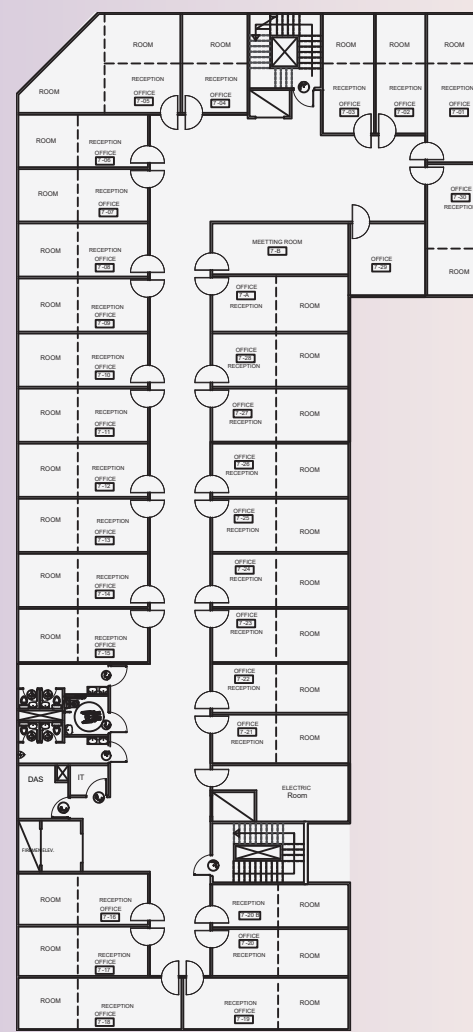 ROOM ROOM ROOM ROOM ROOM
RECEPTION RECEPTION RECEPTION RECEPTION RECEPTION
ROOM
OFFICE OFFICE OFFICE OFFICE OFFICE
7-05 7-04 7-03 7-02 7-01
ROOM RECEPTION
OFFICE
7-06
ROOM RECEPTION
OFFICE
7-07
OFFICE
7-30
RECEPTION
ROOM
ROOM RECEPTION
OFFICE
7-08
MEETTING ROOM
7-B
OFFICE
7-29
ROOM RECEPTION
OFFICE
7-09
OFFICE
7-A
RECEPTION ROOM
ROOM RECEPTION
OFFICE
7-10
OFFICE
7-28
RECEPTION ROOM
ROOM RECEPTION
OFFICE
7-11
OFFICE
7-27
RECEPTION ROOM
ROOM RECEPTION
OFFICE
7-12
OFFICE
7-26
RECEPTION ROOM
ROOM RECEPTION
OFFICE
7-13
OFFICE
7-25
RECEPTION ROOM
ROOM RECEPTION
OFFICE
7-14
OFFICE
7-24
RECEPTION ROOM
ROOM RECEPTION
OFFICE
7-15
OFFICE
7-23
RECEPTION ROOM
OFFICE
7-22
RECEPTION ROOM
OFFICE
7-21
RECEPTION ROOM
DAS IT
ELECTRIC
Room
ELEV.
ROOM RECEPTION
OFFICE
7-16
RECEPTION ROOM
7-20 B
ROOM RECEPTION
OFFICE
7-17
OFFICE
7-20
RECEPTION ROOM
ROOM RECEPTION
OFFICE
7-18
RECEPTION ROOM
OFFICE
7-19